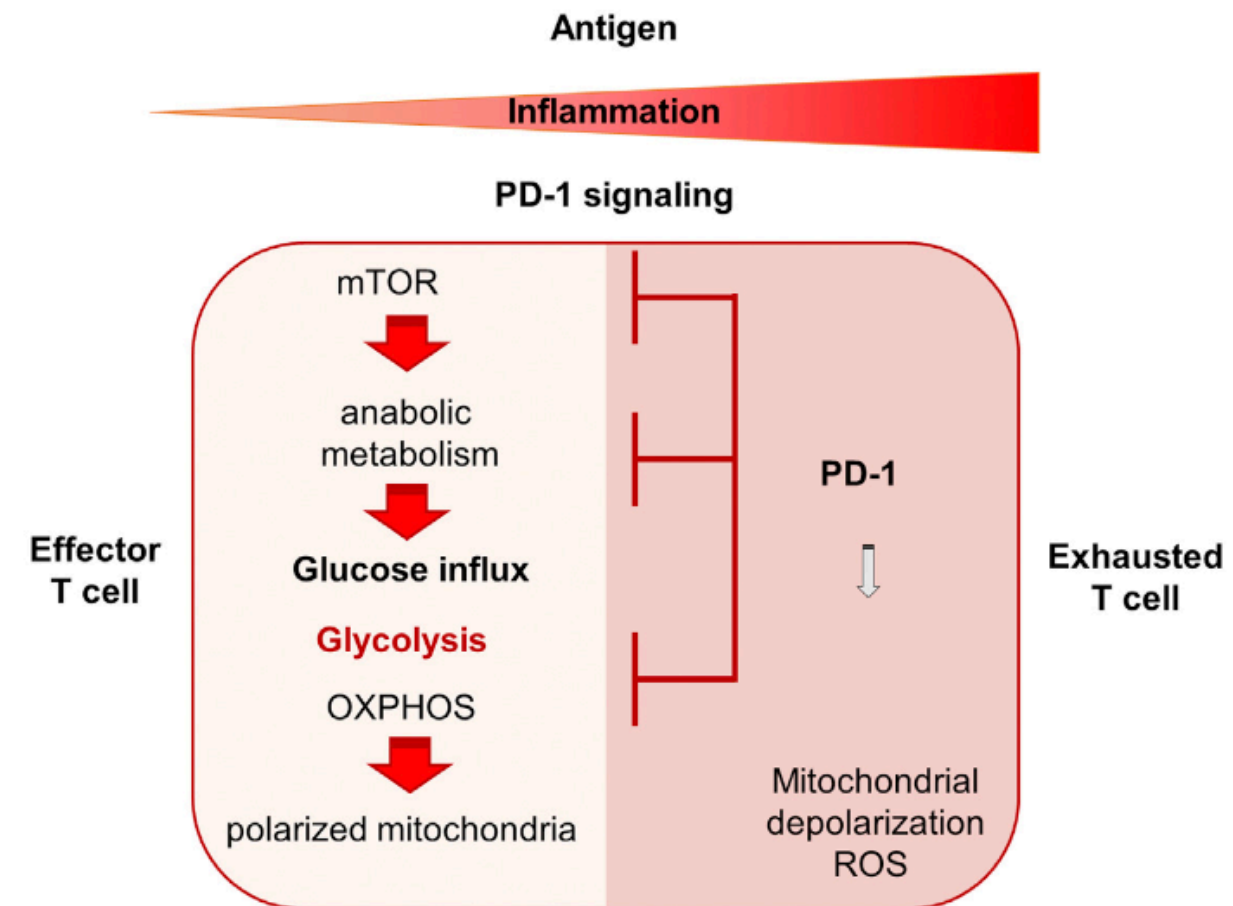 Antigen
Inflammation
PD-1 signaling
mTOR
anabolic
metabolism
Glucose influx
Glycolysis
OXPHOS
polarized mitochondria
Effector
T cell
PD-1
Mitochondrial
depolarization
ROS
Exhausted
T cell